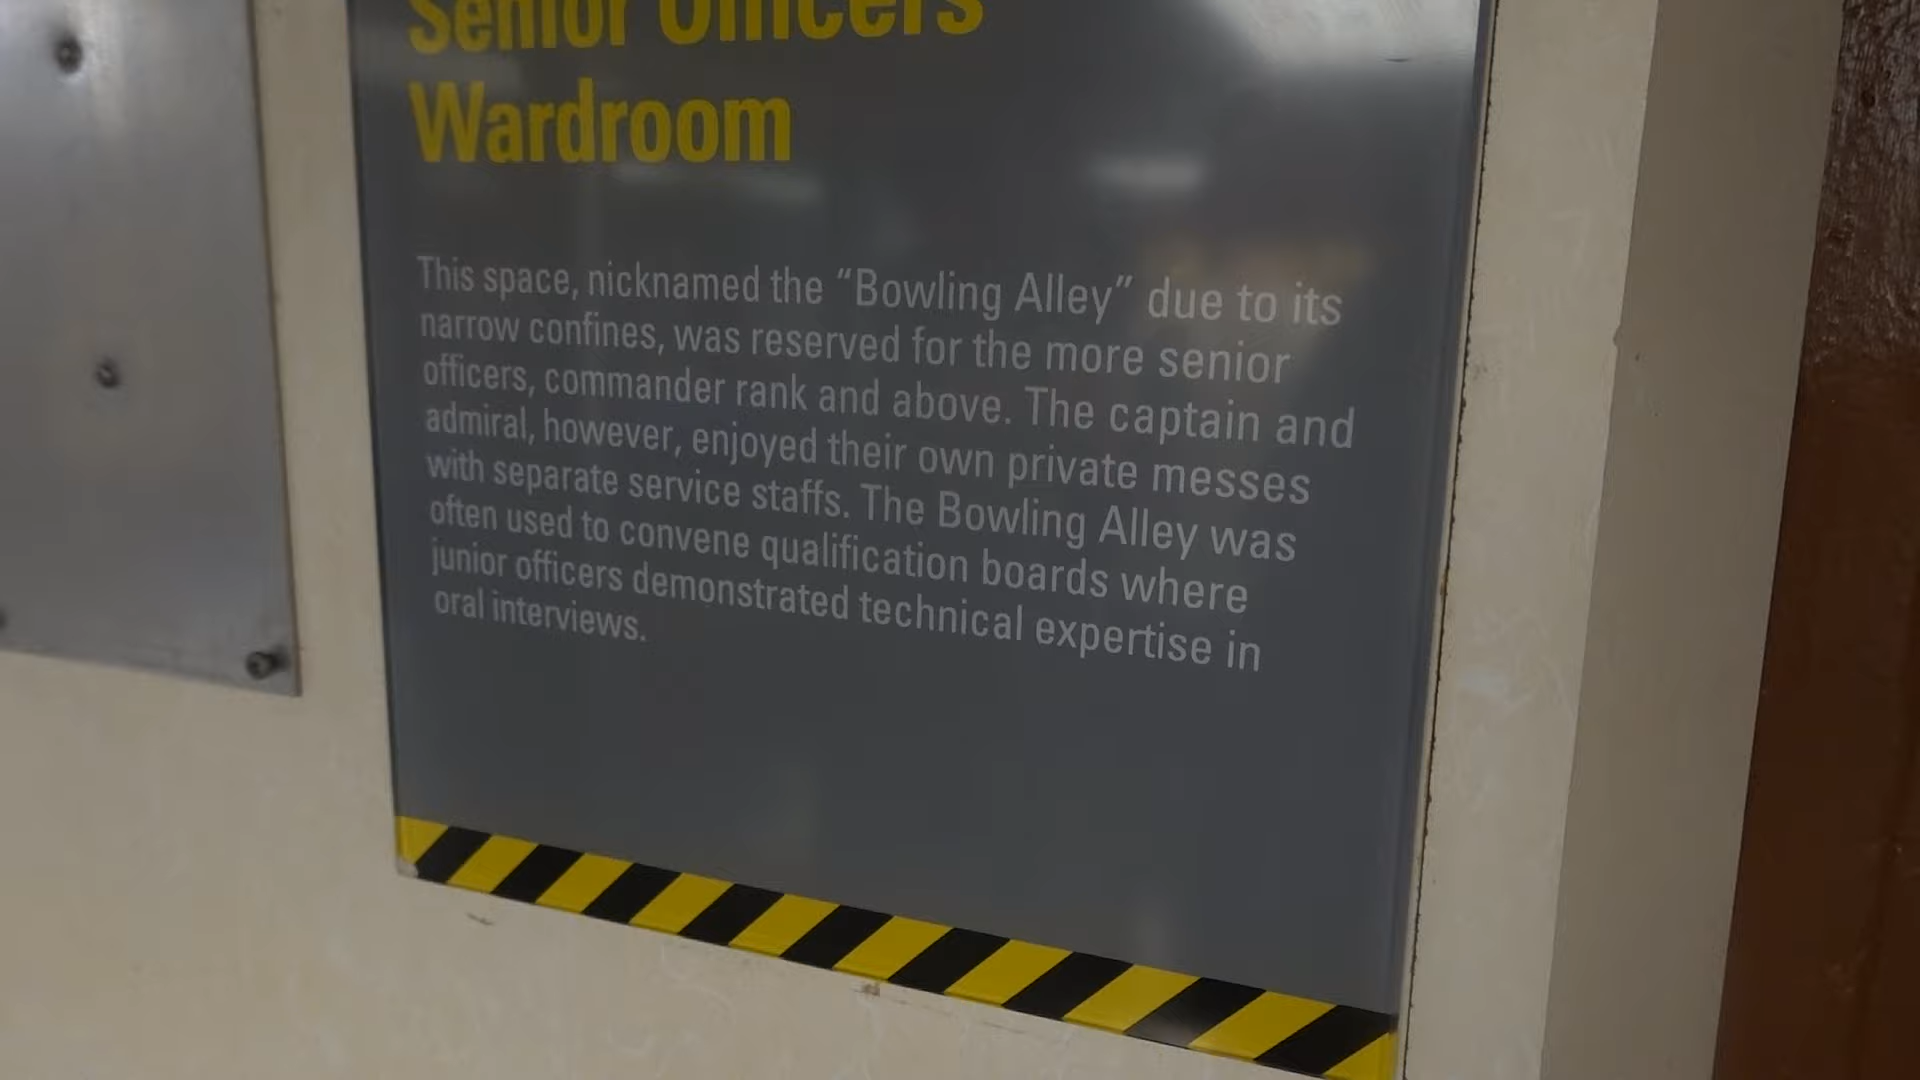 Senior Officers
Wardroom
This space, nicknamed the “Bowling Alley” due to its
narrow confines, was reserved for the more senior
officers, commander rank and above. The captain and
admiral, however, enjoyed their own private messes
with separate service staffs. The Bowling Alley was
often used to convene qualification boards where
junior officers demonstrated technical expertise in
oral interviews.